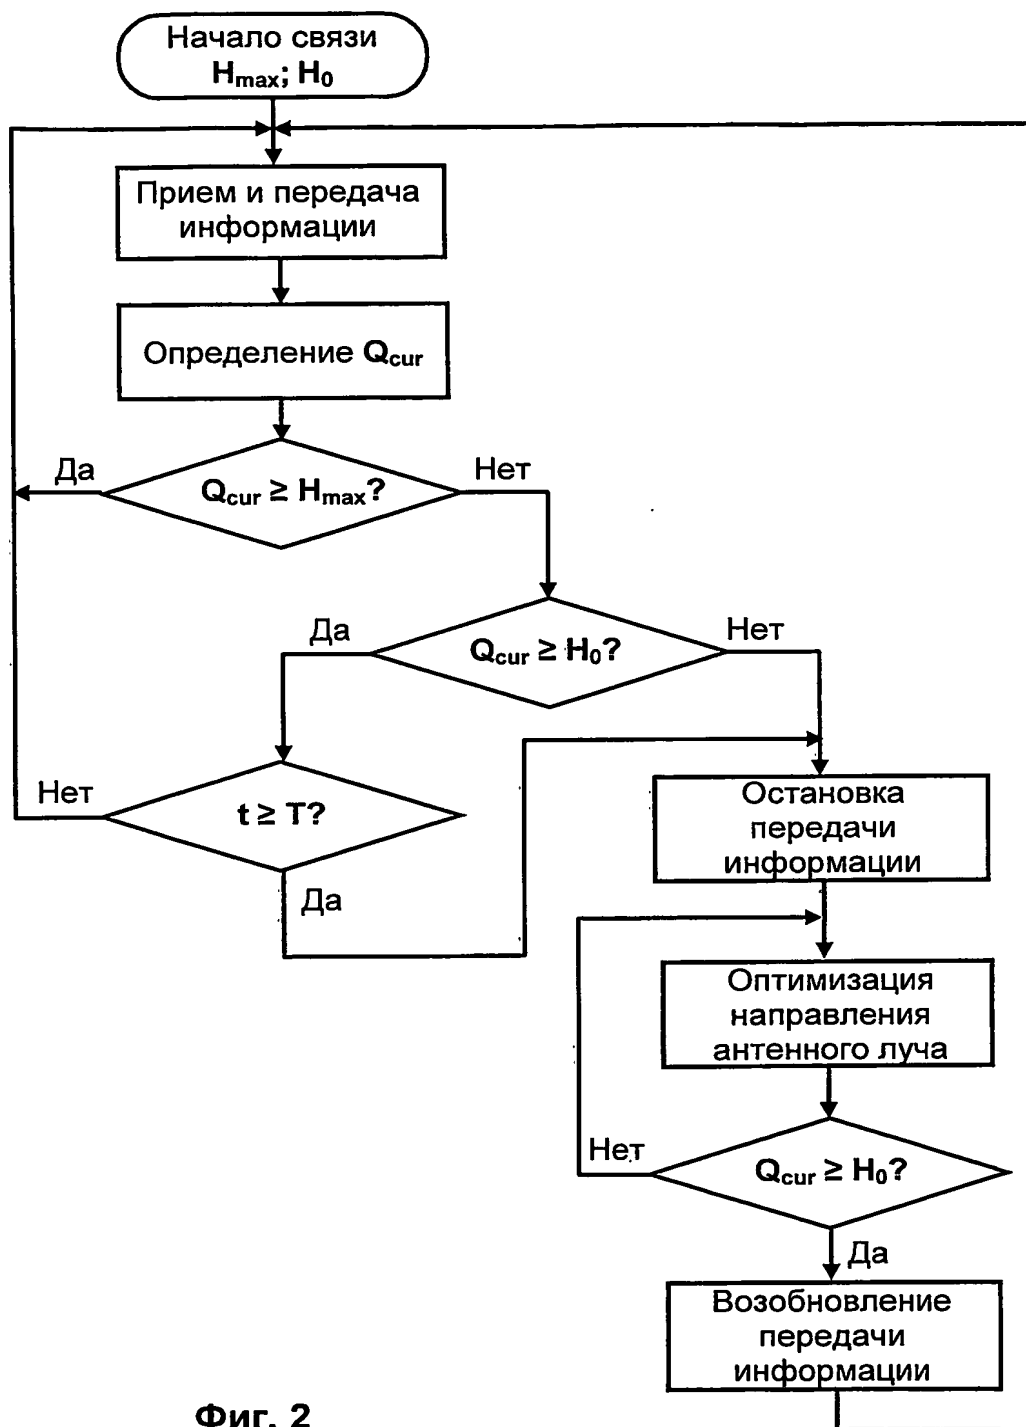 Начало связи
Hmax; H0
Прием и передача
информации
Определение Qcur
Да
Qcur ≥ Hmax?
Нет
Да
Qcur ≥ H0?
Нет
Нет
t ≥ T?
Да
Остановка
передачи
информации
Оптимизация
направления
антенного луча
Нет
Qcur ≥ H0?
Да
Возобновление
передачи
информации
Фиг. 2